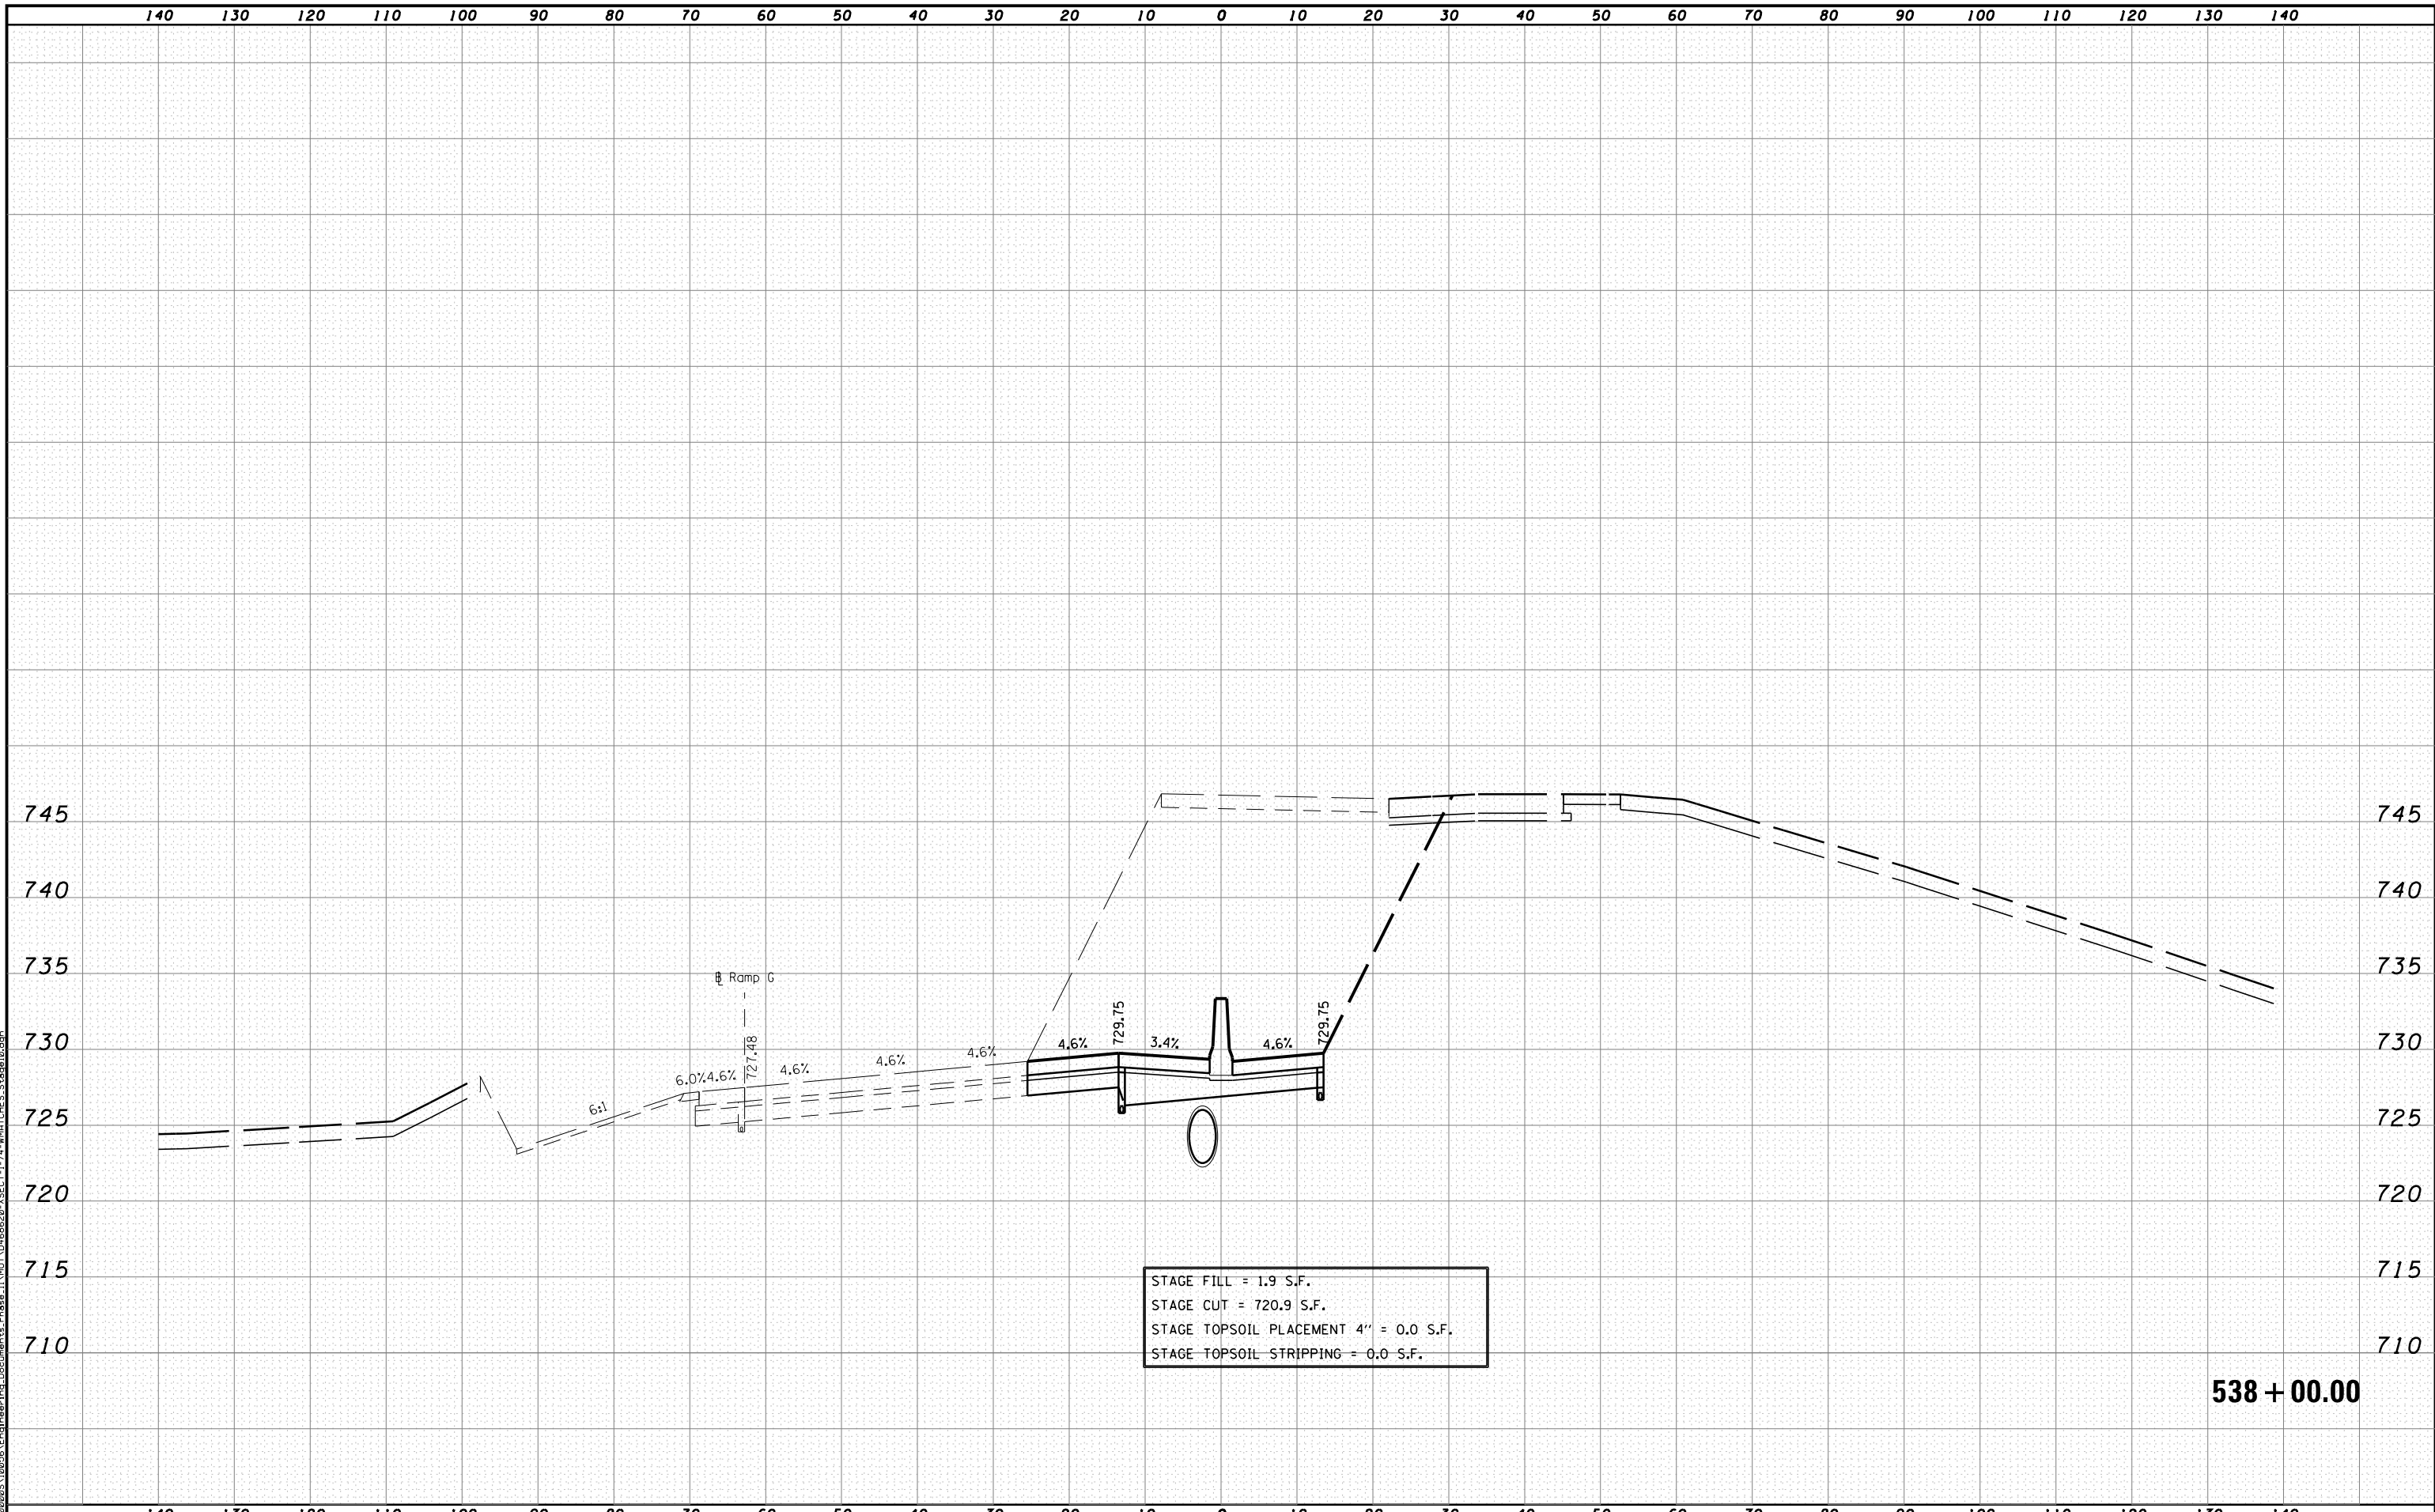 140 130 120 110 100 90 80 70 60 50 40 30 20 10 0 10 20 30 40 50 60 70 80 90 100 110 120 130 140
745 745
740 740
735 735
℄ Ramp G
729.75 729.75
730 4.6% 3.4% 4.6% 730
727.48
6.0% 4.6% 4.6% 4.6% 4.6%
6:1
725 725
720 720
715 715
STAGE FILL = 1.9 S.F.
STAGE CUT = 720.9 S.F.
STAGE TOPSOIL PLACEMENT 4" = 0.0 S.F.
STAGE TOPSOIL STRIPPING = 0.0 S.F.
710 710
538+00.00